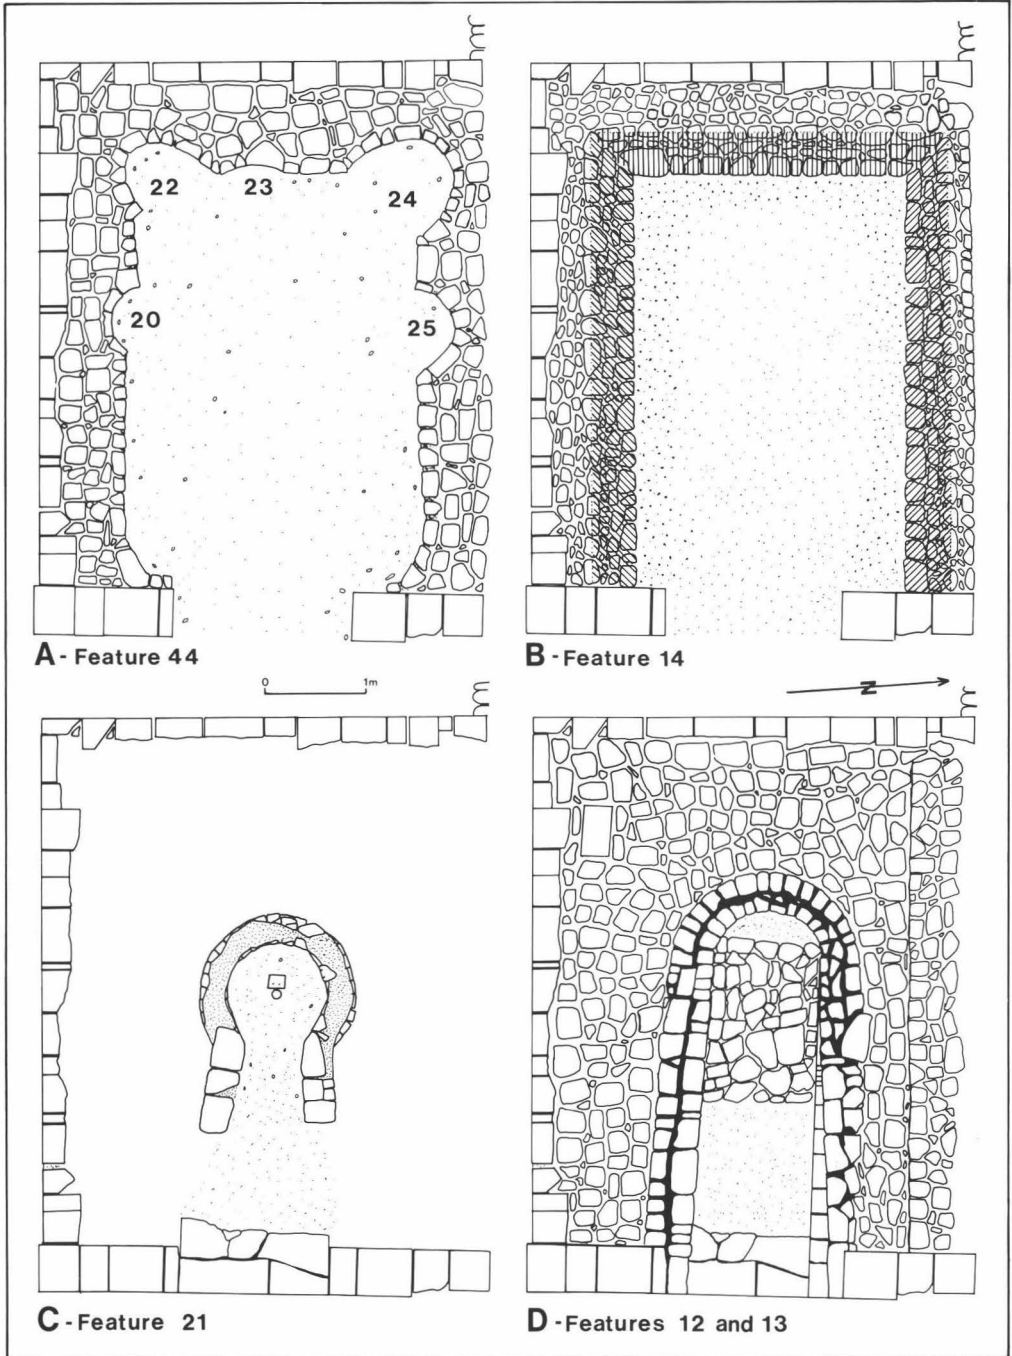 22 23 24
20 25
A - Feature 44
B - Feature 14
0 1m
N
C - Feature 21
D - Features 12 and 13